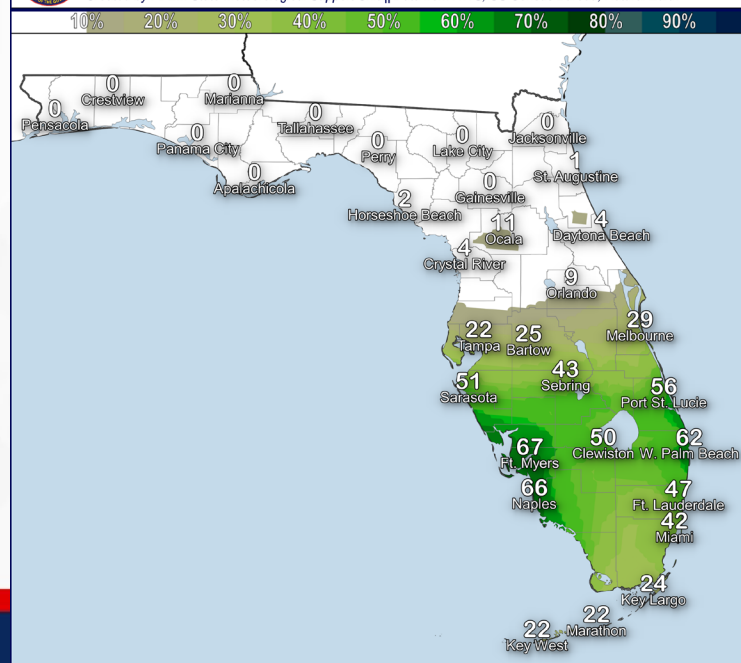 10% 20% 30% 40% 50% 60% 70% 80% 90%
0
Crestview
0
Marianna
0
Pensacola
0
Tallahassee
0
Panama City
0
Perry
0
Lake City
0
Jacksonville
1
St. Augustine
0
Apalachicola
0
Gainesville
2
Horseshoe Beach
11
Ocala
4
Daytona Beach
4
Crystal River
9
Orlando
22
Tampa
25
Bartow
29
Melbourne
43
Sebring
51
Sarasota
56
Port St. Lucie
67
Ft. Myers
50
Clewiston
62
W. Palm Beach
66
Naples
47
Ft. Lauderdale
42
Miami
24
Key Largo
22
Marathon
22
Key West